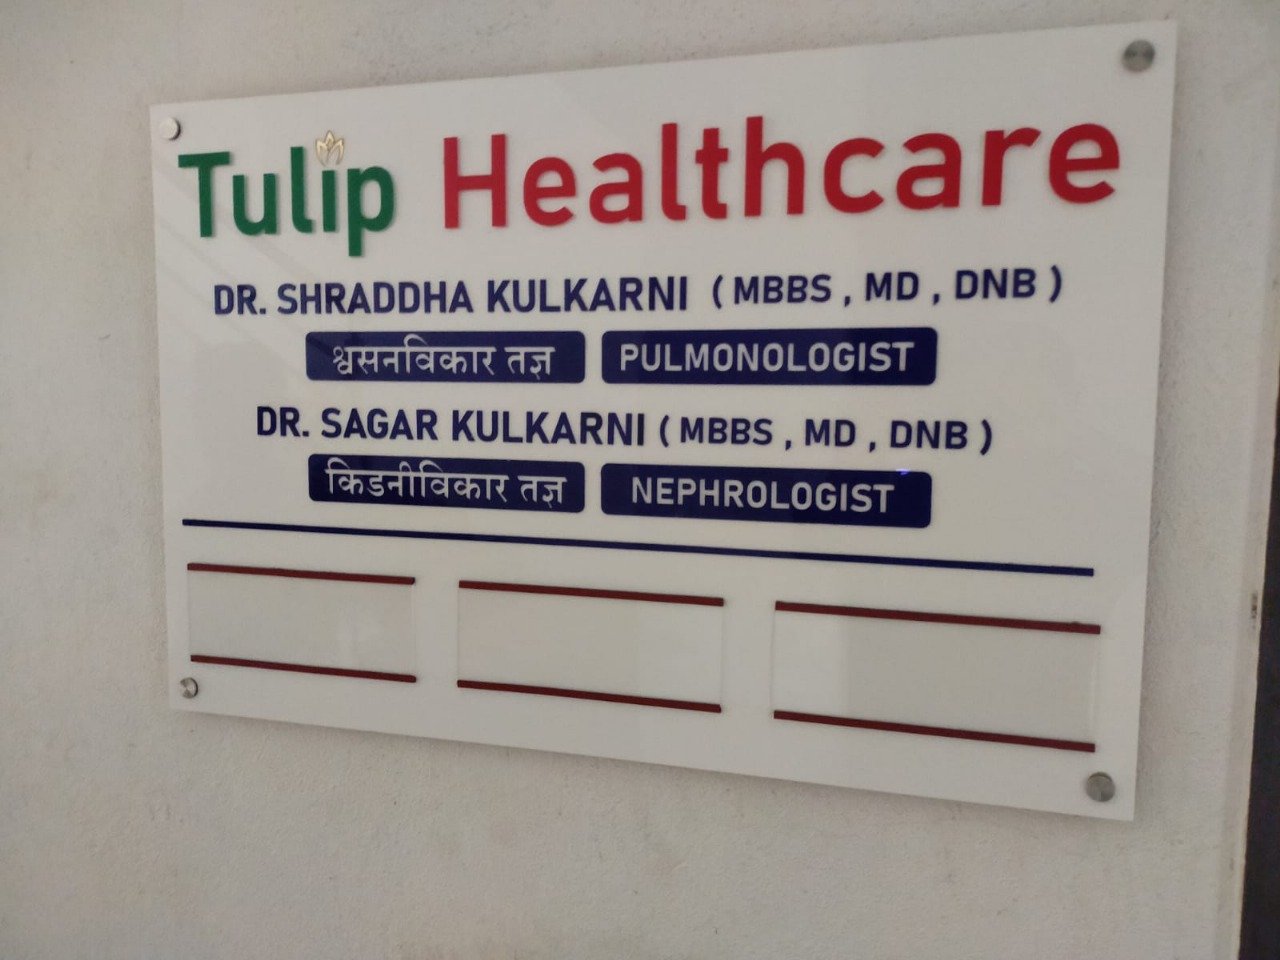 Tulip Healthcare
DR. SHRADDHA KULKARNI ( MBBS , MD , DNB )
श्वसनविकार तज्ञ PULMONOLOGIST
DR. SAGAR KULKARNI ( MBBS , MD , DNB )
किडनीविकार तज्ञ NEPHROLOGIST